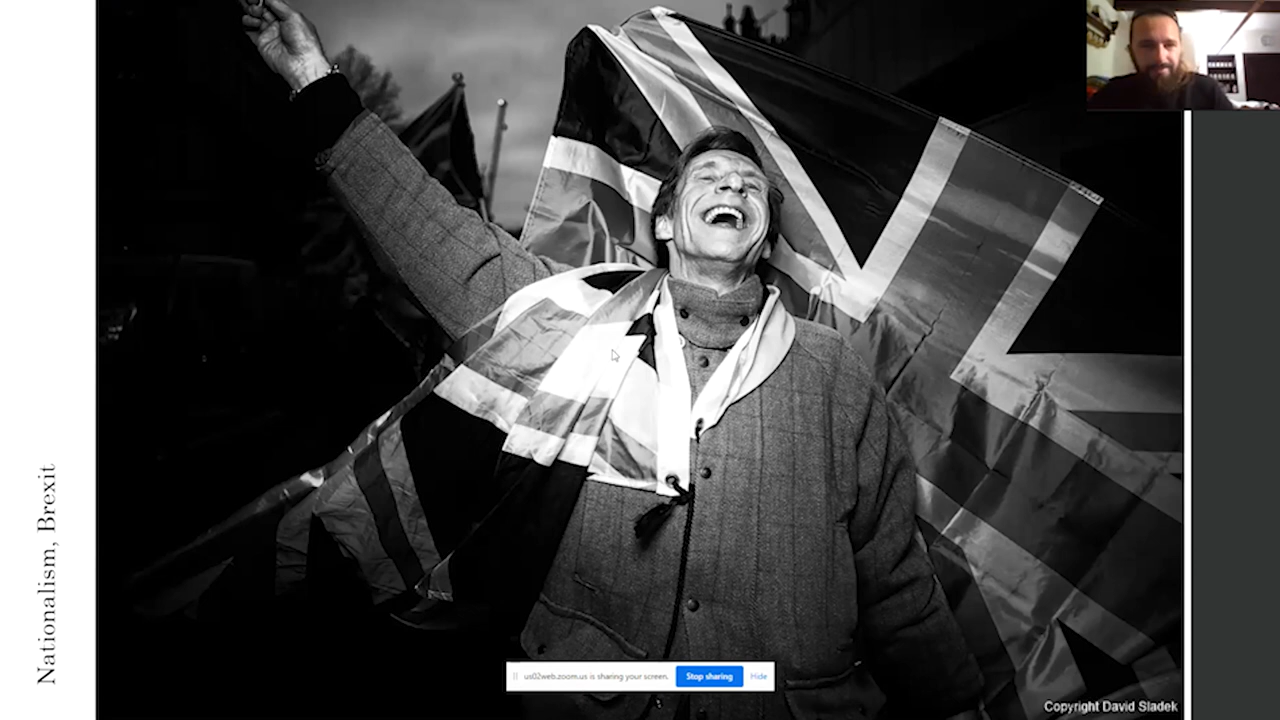 Nationalism, Brexit
us02web.zoom.us is sharing your screen.
Stop sharing
Hide
Copyright David Sladek